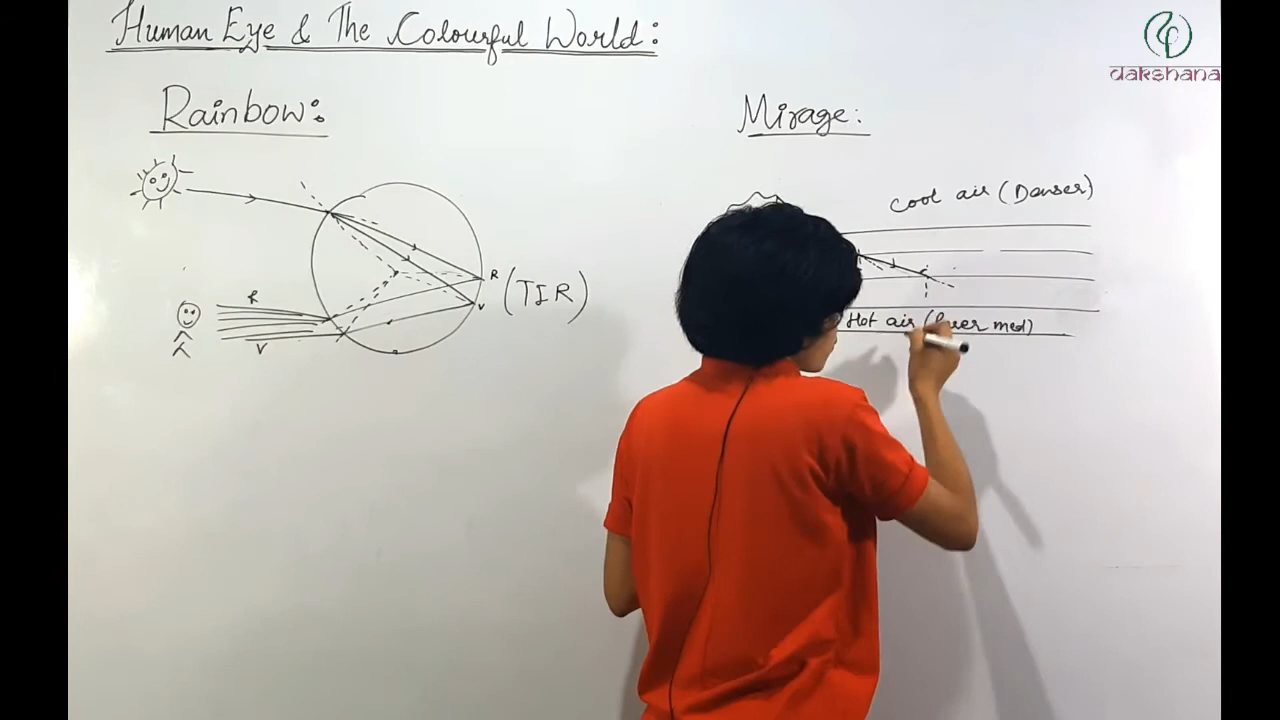 Human Eye & The Colourful World:
dakshana
Rainbow:
Mirage:
Cool air (Denser)
R
(TIR)
V
R
V
Hot air (Rarer med)